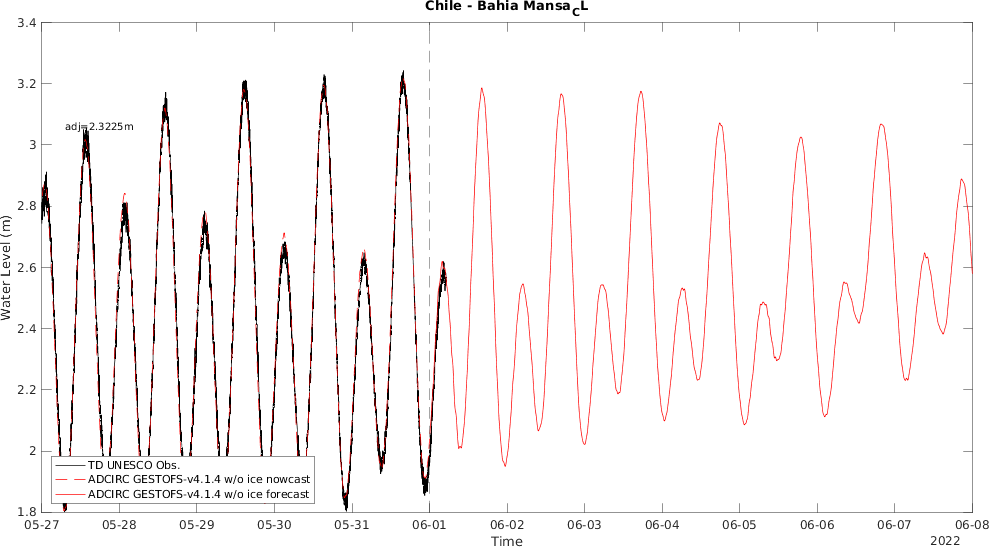 Chile - Bahia Mansa_CL
3.4
3.2
3
2.8
2.6
2.4
2.2
2
1.8
Water Level (m)
adj=2.3225m
TD UNESCO Obs.
ADCIRC GESTOFS-v4.1.4 w/o ice nowcast
ADCIRC GESTOFS-v4.1.4 w/o ice forecast
05-27 05-28 05-29 05-30 05-31 06-01 06-02 06-03 06-04 06-05 06-06 06-07 06-08
Time
2022